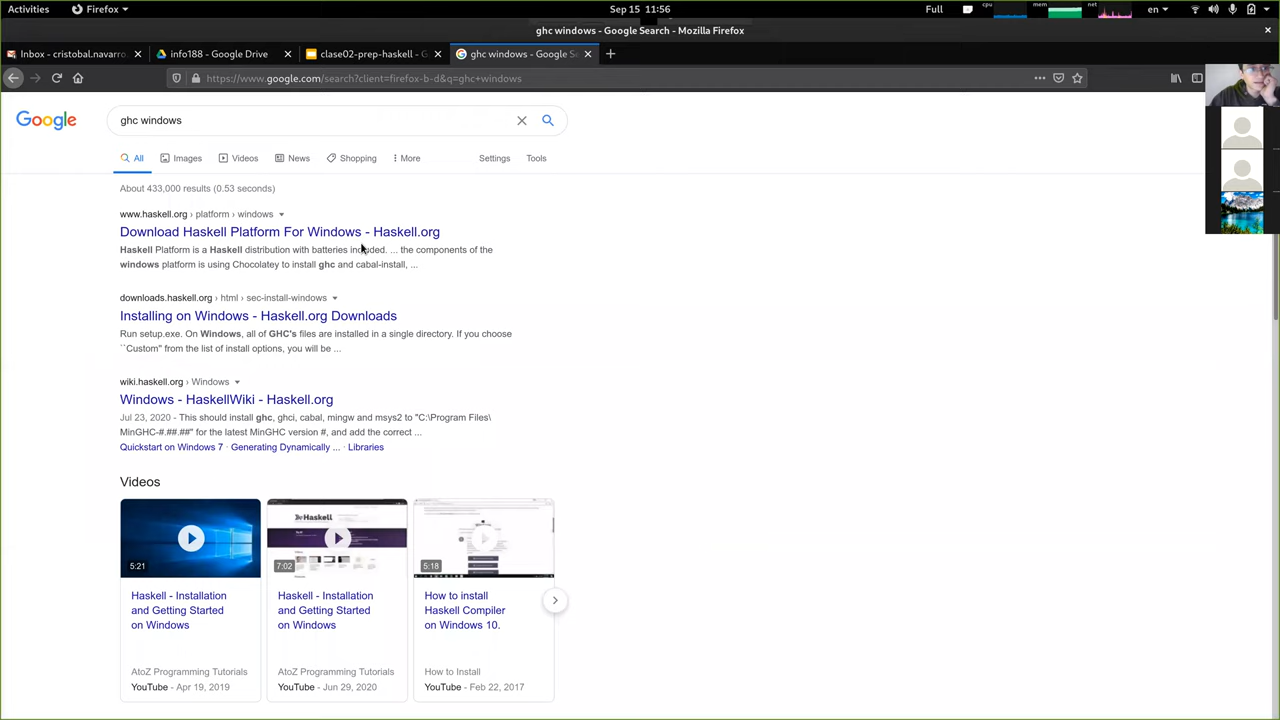 Activities
Firefox
Sep 15 11:56
Full
cpu
mem
net
en
ghc windows - Google Search - Mozilla Firefox
Inbox - cristobal.navarro
info188 - Google Drive
clase02-prep-haskell - G
ghc windows - Google S
https://www.google.com/search?client=firefox-b-d&q=ghc+windows
Google
ghc windows
All
Images
Videos
News
Shopping
More
Settings
Tools
About 433,000 results (0.53 seconds)
www.haskell.org › platform › windows
Download Haskell Platform For Windows - Haskell.org
Haskell Platform is a Haskell distribution with batteries included. ... the components of the
windows platform is using Chocolatey to install ghc and cabal-install, ...
downloads.haskell.org › html › sec-install-windows
Installing on Windows - Haskell.org Downloads
Run setup.exe. On Windows, all of GHC's files are installed in a single directory. If you choose
``Custom'' from the list of install options, you will be ...
wiki.haskell.org › Windows
Windows - HaskellWiki - Haskell.org
Jul 23, 2020 - This should install ghc, ghci, cabal, mingw and msys2 to "C:\Program Files\
MinGHC-#.##.##" for the latest MinGHC version #, and add the correct ...
Quickstart on Windows 7 · Generating Dynamically ... · Libraries
Videos
Haskell
5:21
7:02
5:18
Haskell - Installation
and Getting Started
on Windows
Haskell - Installation
and Getting Started
on Windows
How to install
Haskell Compiler
on Windows 10.
AtoZ Programming Tutorials
AtoZ Programming Tutorials
How to Install
YouTube - Apr 19, 2019
YouTube - Jun 29, 2020
YouTube - Feb 22, 2017